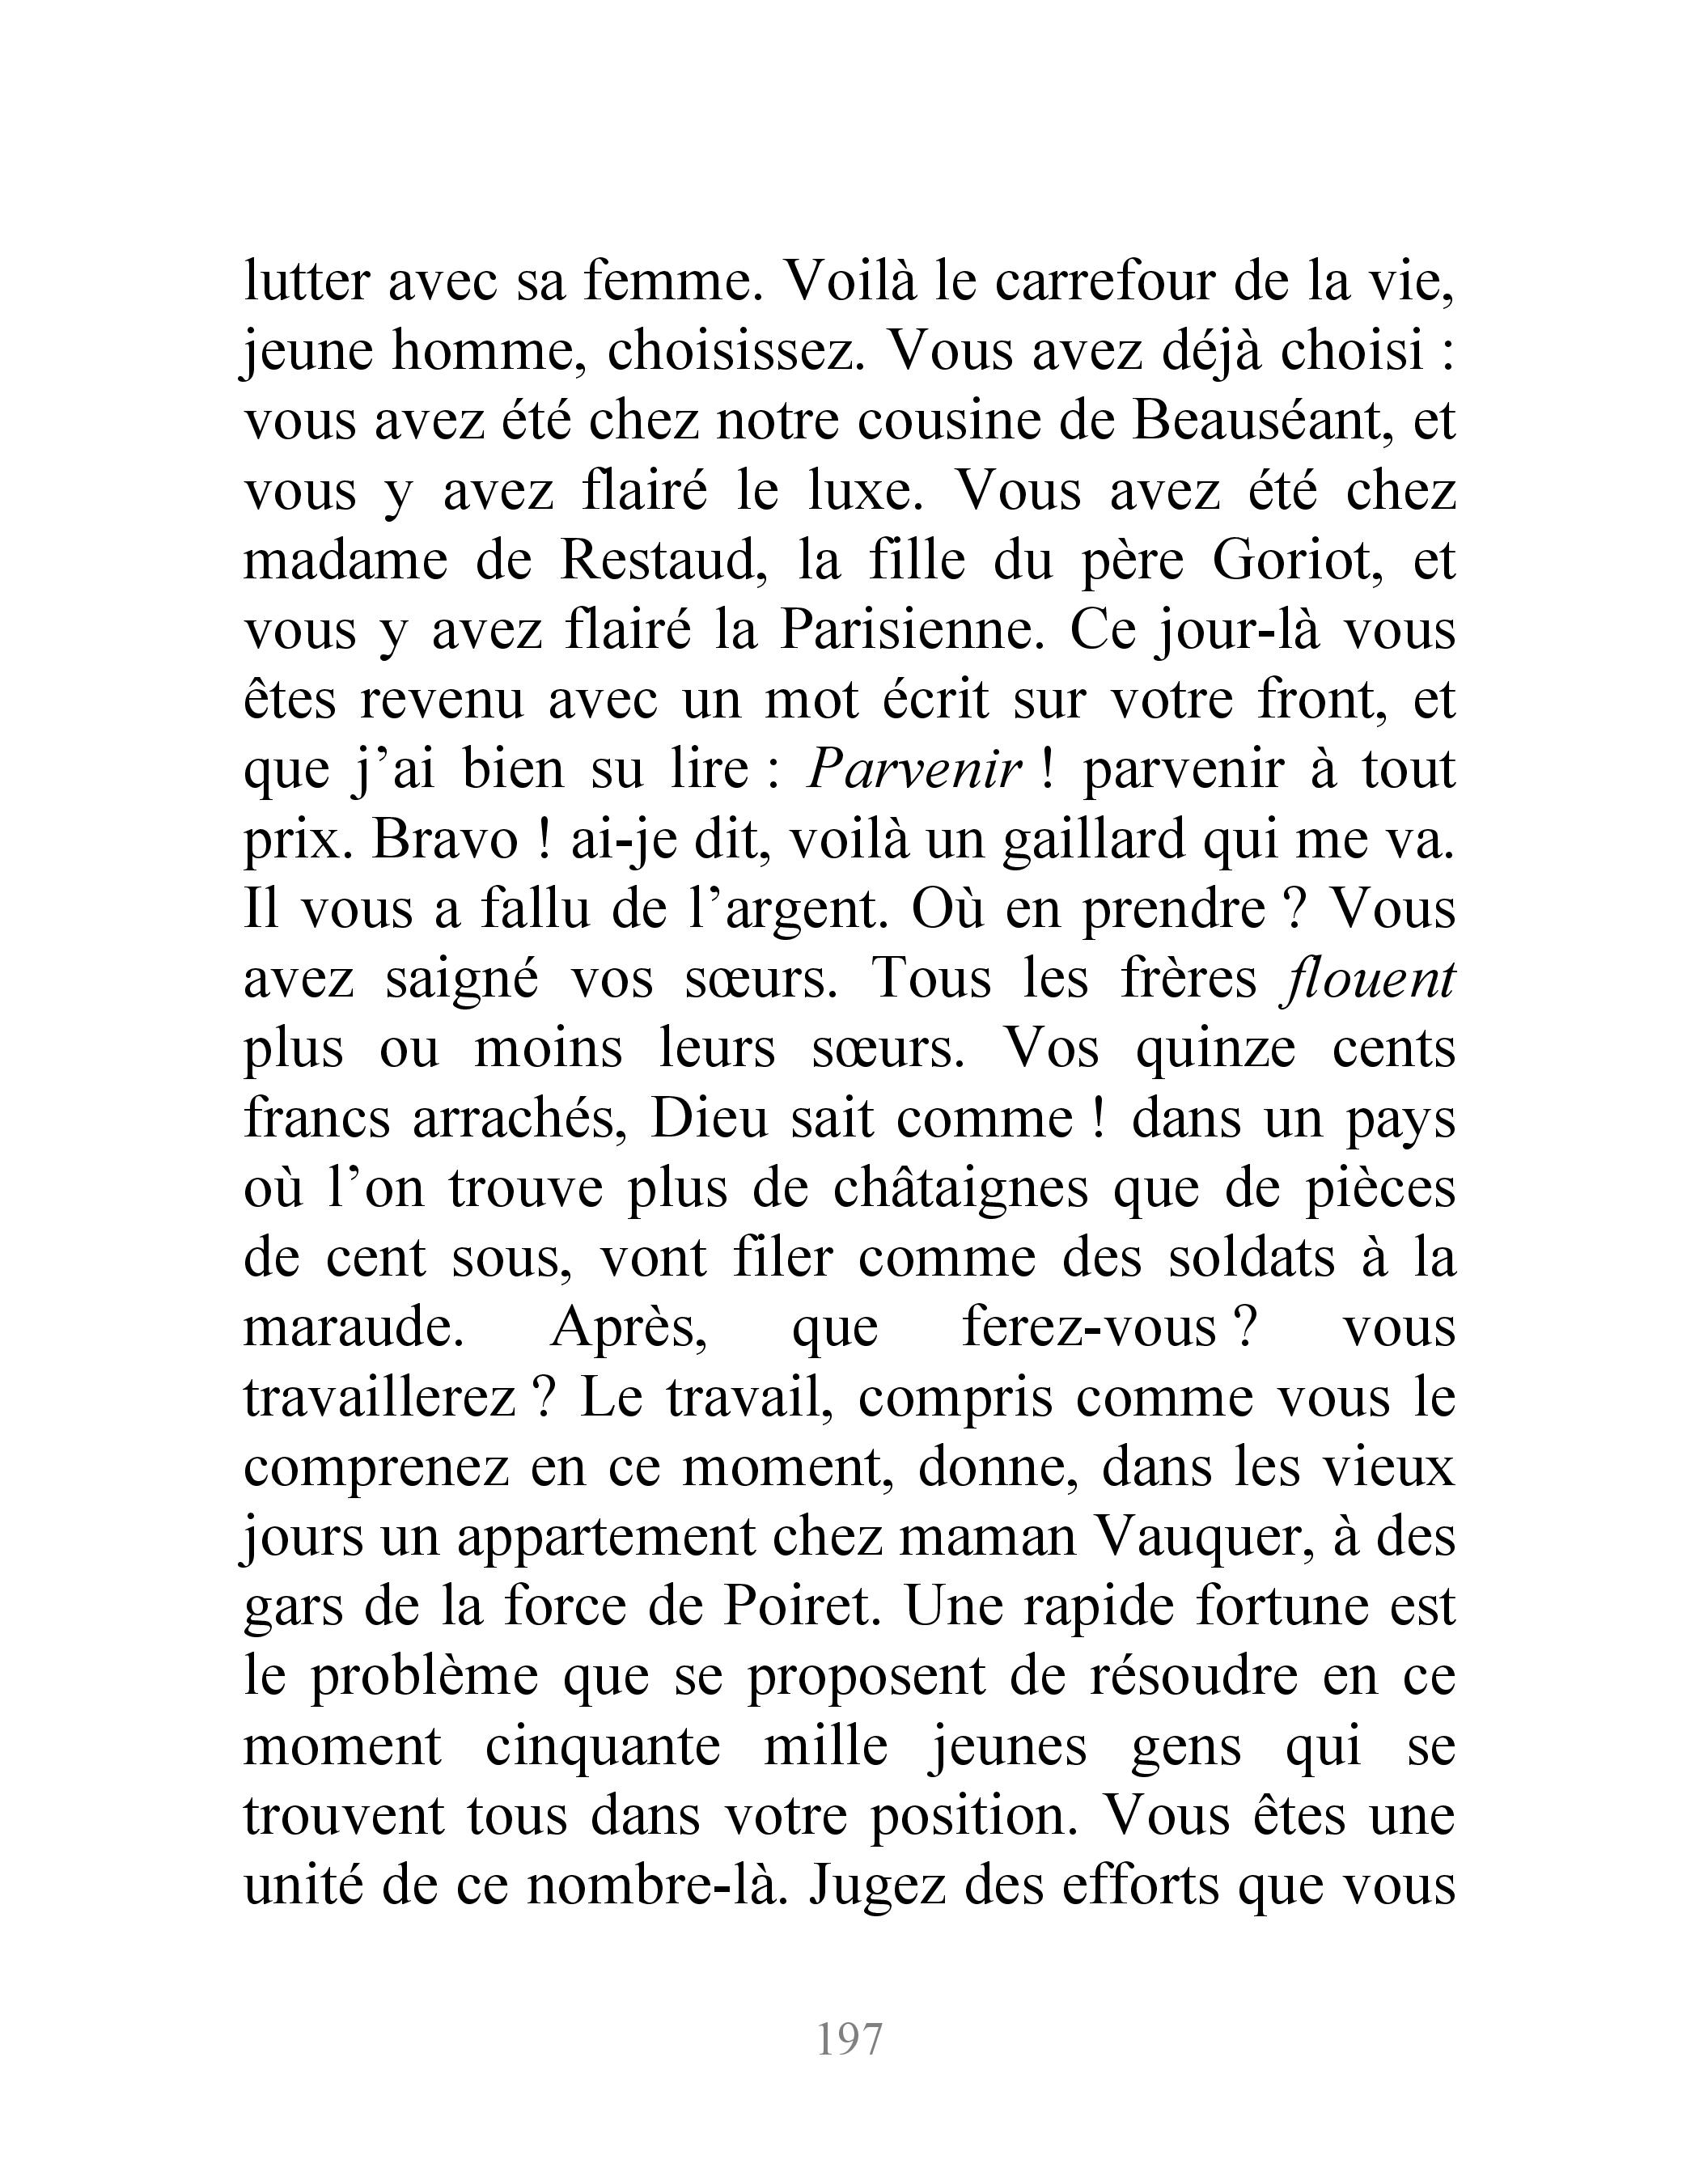 lutter avec sa femme. Voilà le carrefour de la vie,
jeune homme, choisissez. Vous avez déjà choisi :
vous avez été chez notre cousine de Beauséant, et
vous y avez flairé le luxe. Vous avez été chez
madame de Restaud, la fille du père Goriot, et
vous y avez flairé la Parisienne. Ce jour-là vous
êtes revenu avec un mot écrit sur votre front, et
que j’ai bien su lire : Parvenir ! parvenir à tout
prix. Bravo ! ai-je dit, voilà un gaillard qui me va.
Il vous a fallu de l’argent. Où en prendre ? Vous
avez saigné vos sœurs. Tous les frères flouent
plus ou moins leurs sœurs. Vos quinze cents
francs arrachés, Dieu sait comme ! dans un pays
où l’on trouve plus de châtaignes que de pièces
de cent sous, vont filer comme des soldats à la
maraude. Après, que ferez-vous ? vous
travaillerez ? Le travail, compris comme vous le
comprenez en ce moment, donne, dans les vieux
jours un appartement chez maman Vauquer, à des
gars de la force de Poiret. Une rapide fortune est
le problème que se proposent de résoudre en ce
moment cinquante mille jeunes gens qui se
trouvent tous dans votre position. Vous êtes une
unité de ce nombre-là. Jugez des efforts que vous
197